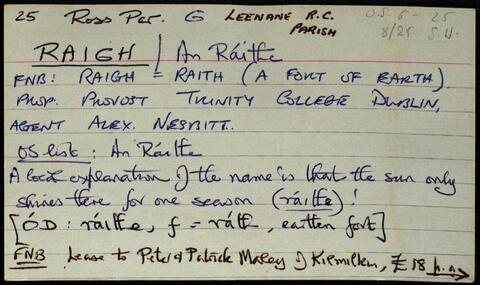 25 Ross Par. G LEENANE R.C. PARISH O.S. 6 - 25
8/25 S.H.
RAIGH / An Ráithe
FNB: RAIGH = RAITH (A FORT OF EARTH).
PROP. PROVOST TRINITY COLLEGE DUBLIN,
AGENT ALEX. NESBITT.
OS list: An Ráithe
A local explanation of the name is that the sun only
shines there for one season (ráithe)!
[Ó.D: ráithe, f = ráth, earthen fort]
FNB Lease to Peter & Patrick Maley of Kilmilken, £18 p.a.